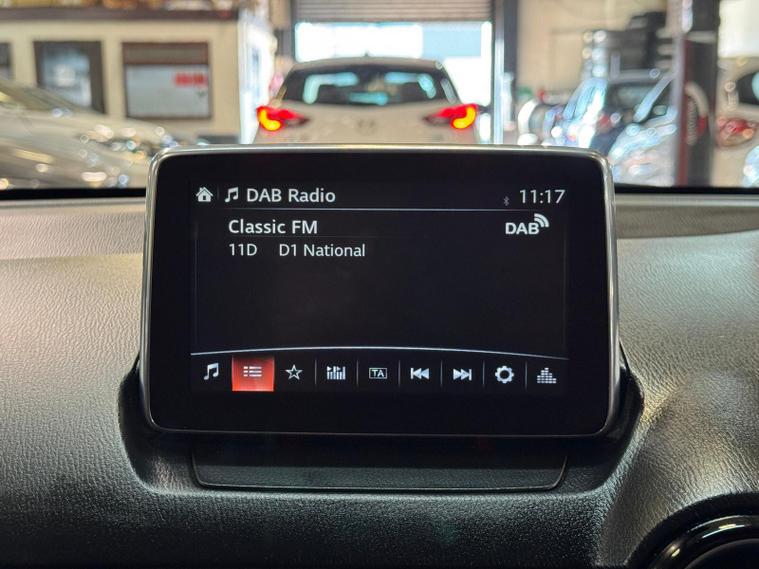 DAB Radio 11:17
Classic FM DAB
11D D1 National
TA